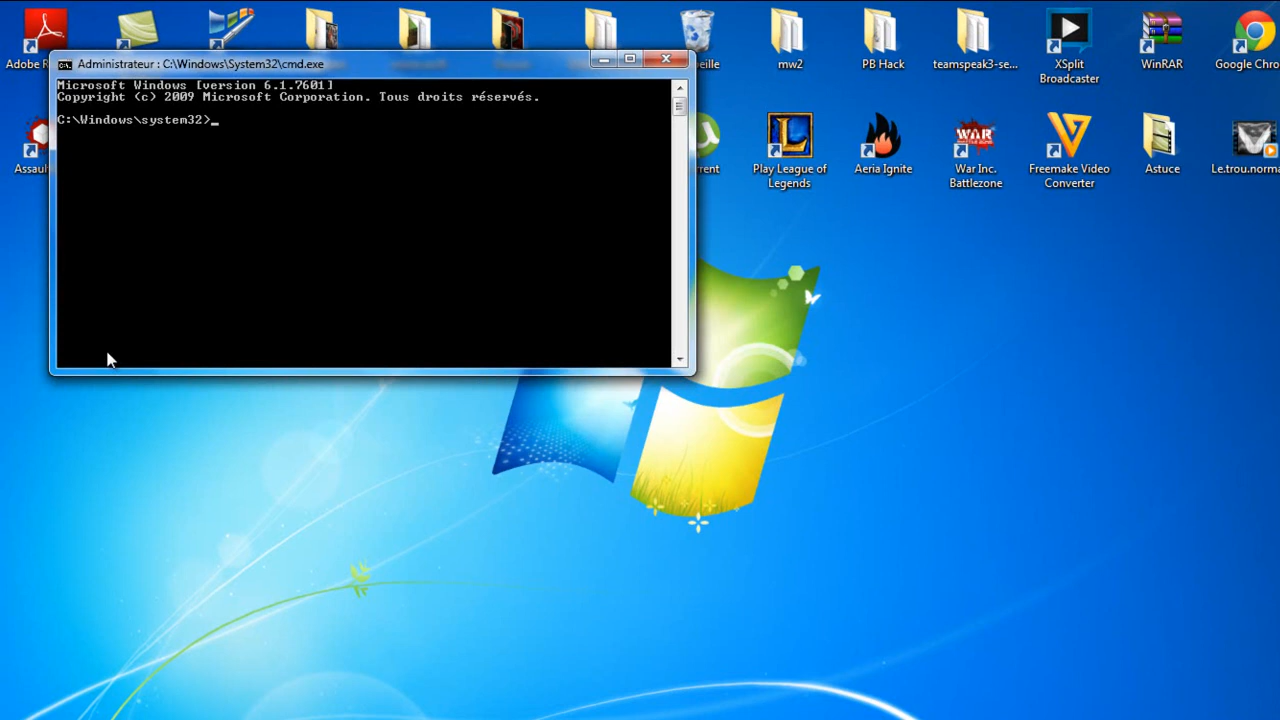 Adobe R
eille
mw2
PB Hack
teamspeak3-se...
XSplit
Broadcaster
WinRAR
Google Chro
Administrateur : C:\Windows\System32\cmd.exe
Microsoft Windows [version 6.1.7601]
Copyright (c) 2009 Microsoft Corporation. Tous droits réservés.
C:\Windows\system32>_
Assaul
rrent
Play League of
Legends
Aeria Ignite
WAR
War Inc.
Battlezone
Freemake Video
Converter
Astuce
Le.trou.norma